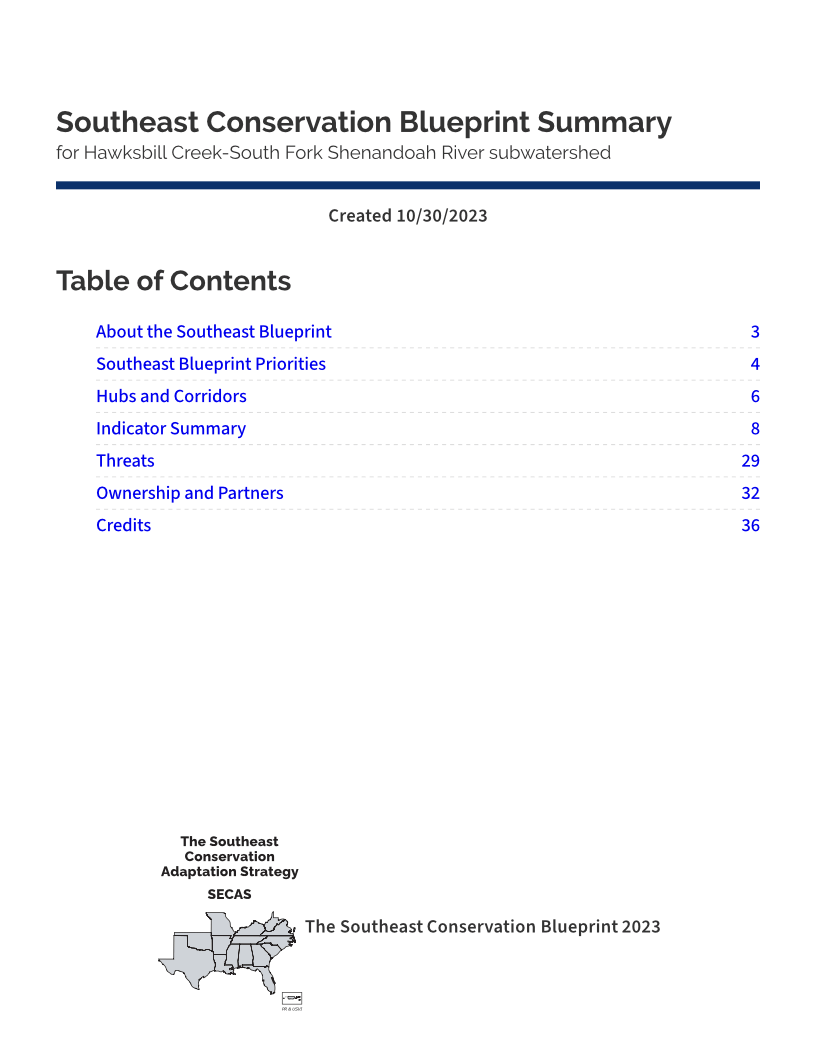 Southeast Conservation Blueprint Summary
for Hawksbill Creek-South Fork Shenandoah River subwatershed
Created 10/30/2023
Table of Contents
About the Southeast Blueprint 3
Southeast Blueprint Priorities 4
Hubs and Corridors 6
Indicator Summary 8
Threats 29
Ownership and Partners 32
Credits 36
The Southeast
Conservation
Adaptation Strategy
SECAS
The Southeast Conservation Blueprint 2023
PR & USVI